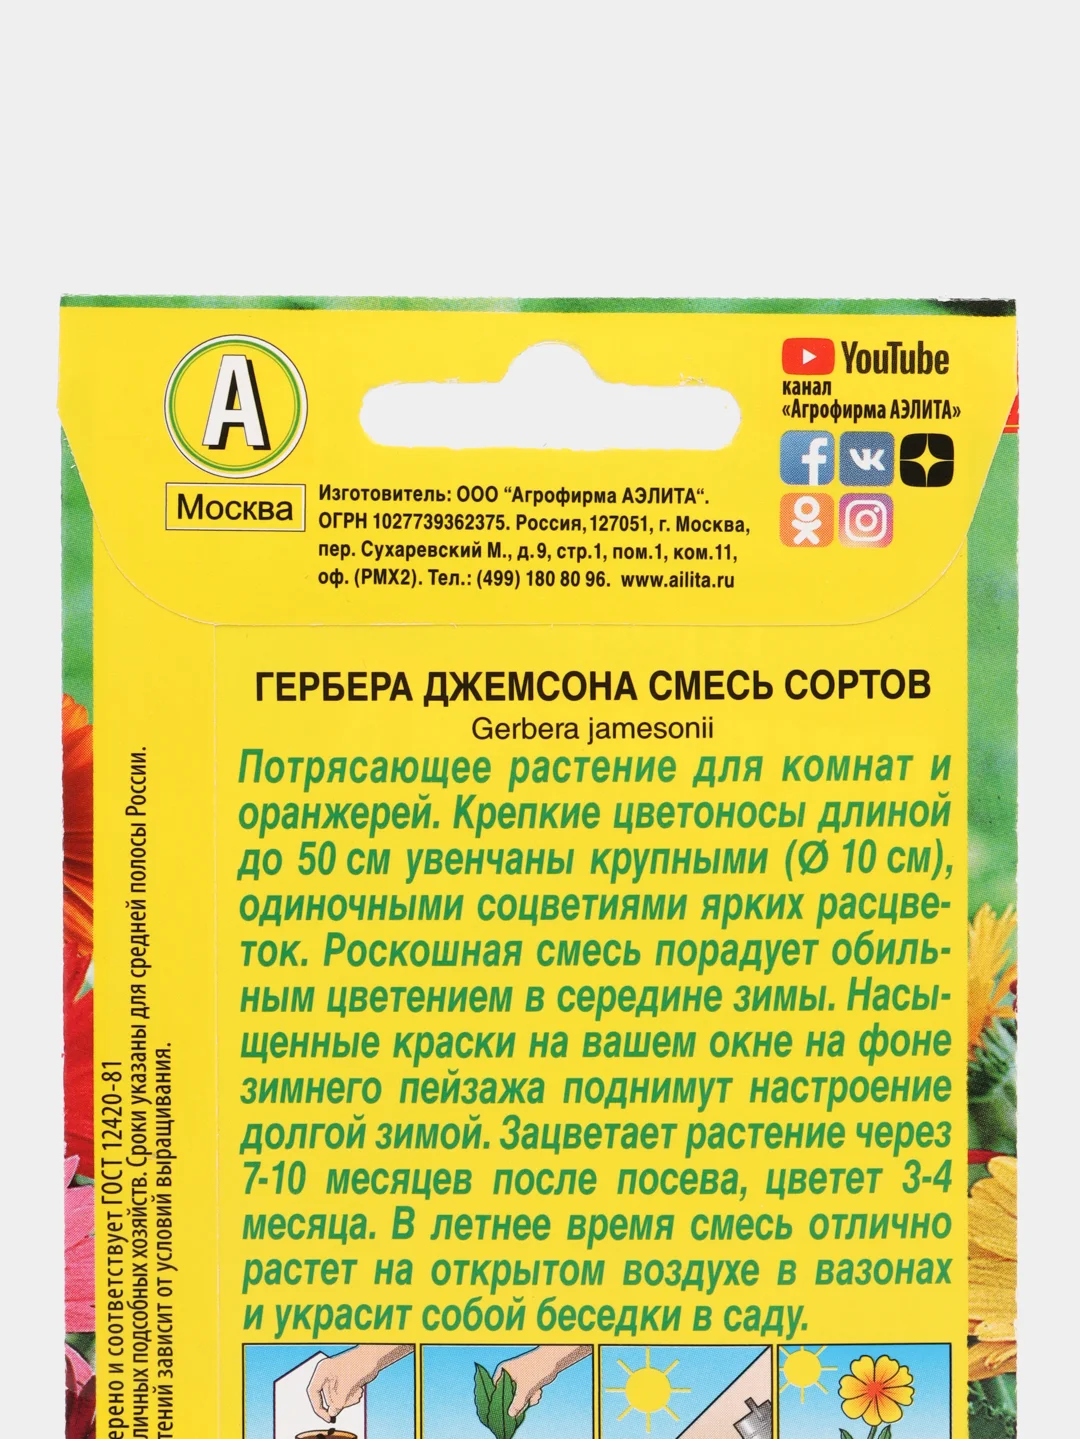 А
Москва
YouTube
канал
«Агрофирма АЭЛИТА»
Изготовитель: ООО “Агрофирма АЭЛИТА“.
ОГРН 1027739362375. Россия,127051, г. Москва,
пер. Сухаревский М., д.9, стр.1, пом.1, ком.11,
оф. (РМХ2). Тел.: (499) 180 80 96. www.ailita.ru
ГЕРБЕРА ДЖЕМСОНА СМЕСЬ СОРТОВ
Gerbera jamesonii
Потрясающее растение для комнат и
оранжерей. Крепкие цветоносы длиной
до 50 см увенчаны крупными (Ø 10 см),
одиночными соцветиями ярких расцве-
ток. Роскошная смесь порадует обиль-
ным цветением в середине зимы. Насы-
щенные краски на вашем окне на фоне
зимнего пейзажа поднимут настроение
долгой зимой. Зацветает растение через
7-10 месяцев после посева, цветет 3-4
месяца. В летнее время смесь отлично
растет на открытом воздухе в вазонах
и украсит собой беседки в саду.
и соответствует ГОСТ 12420-81
личных подсобных хозяйств. Сроки указаны для средней полосы России.
зависит от условий выращивания.